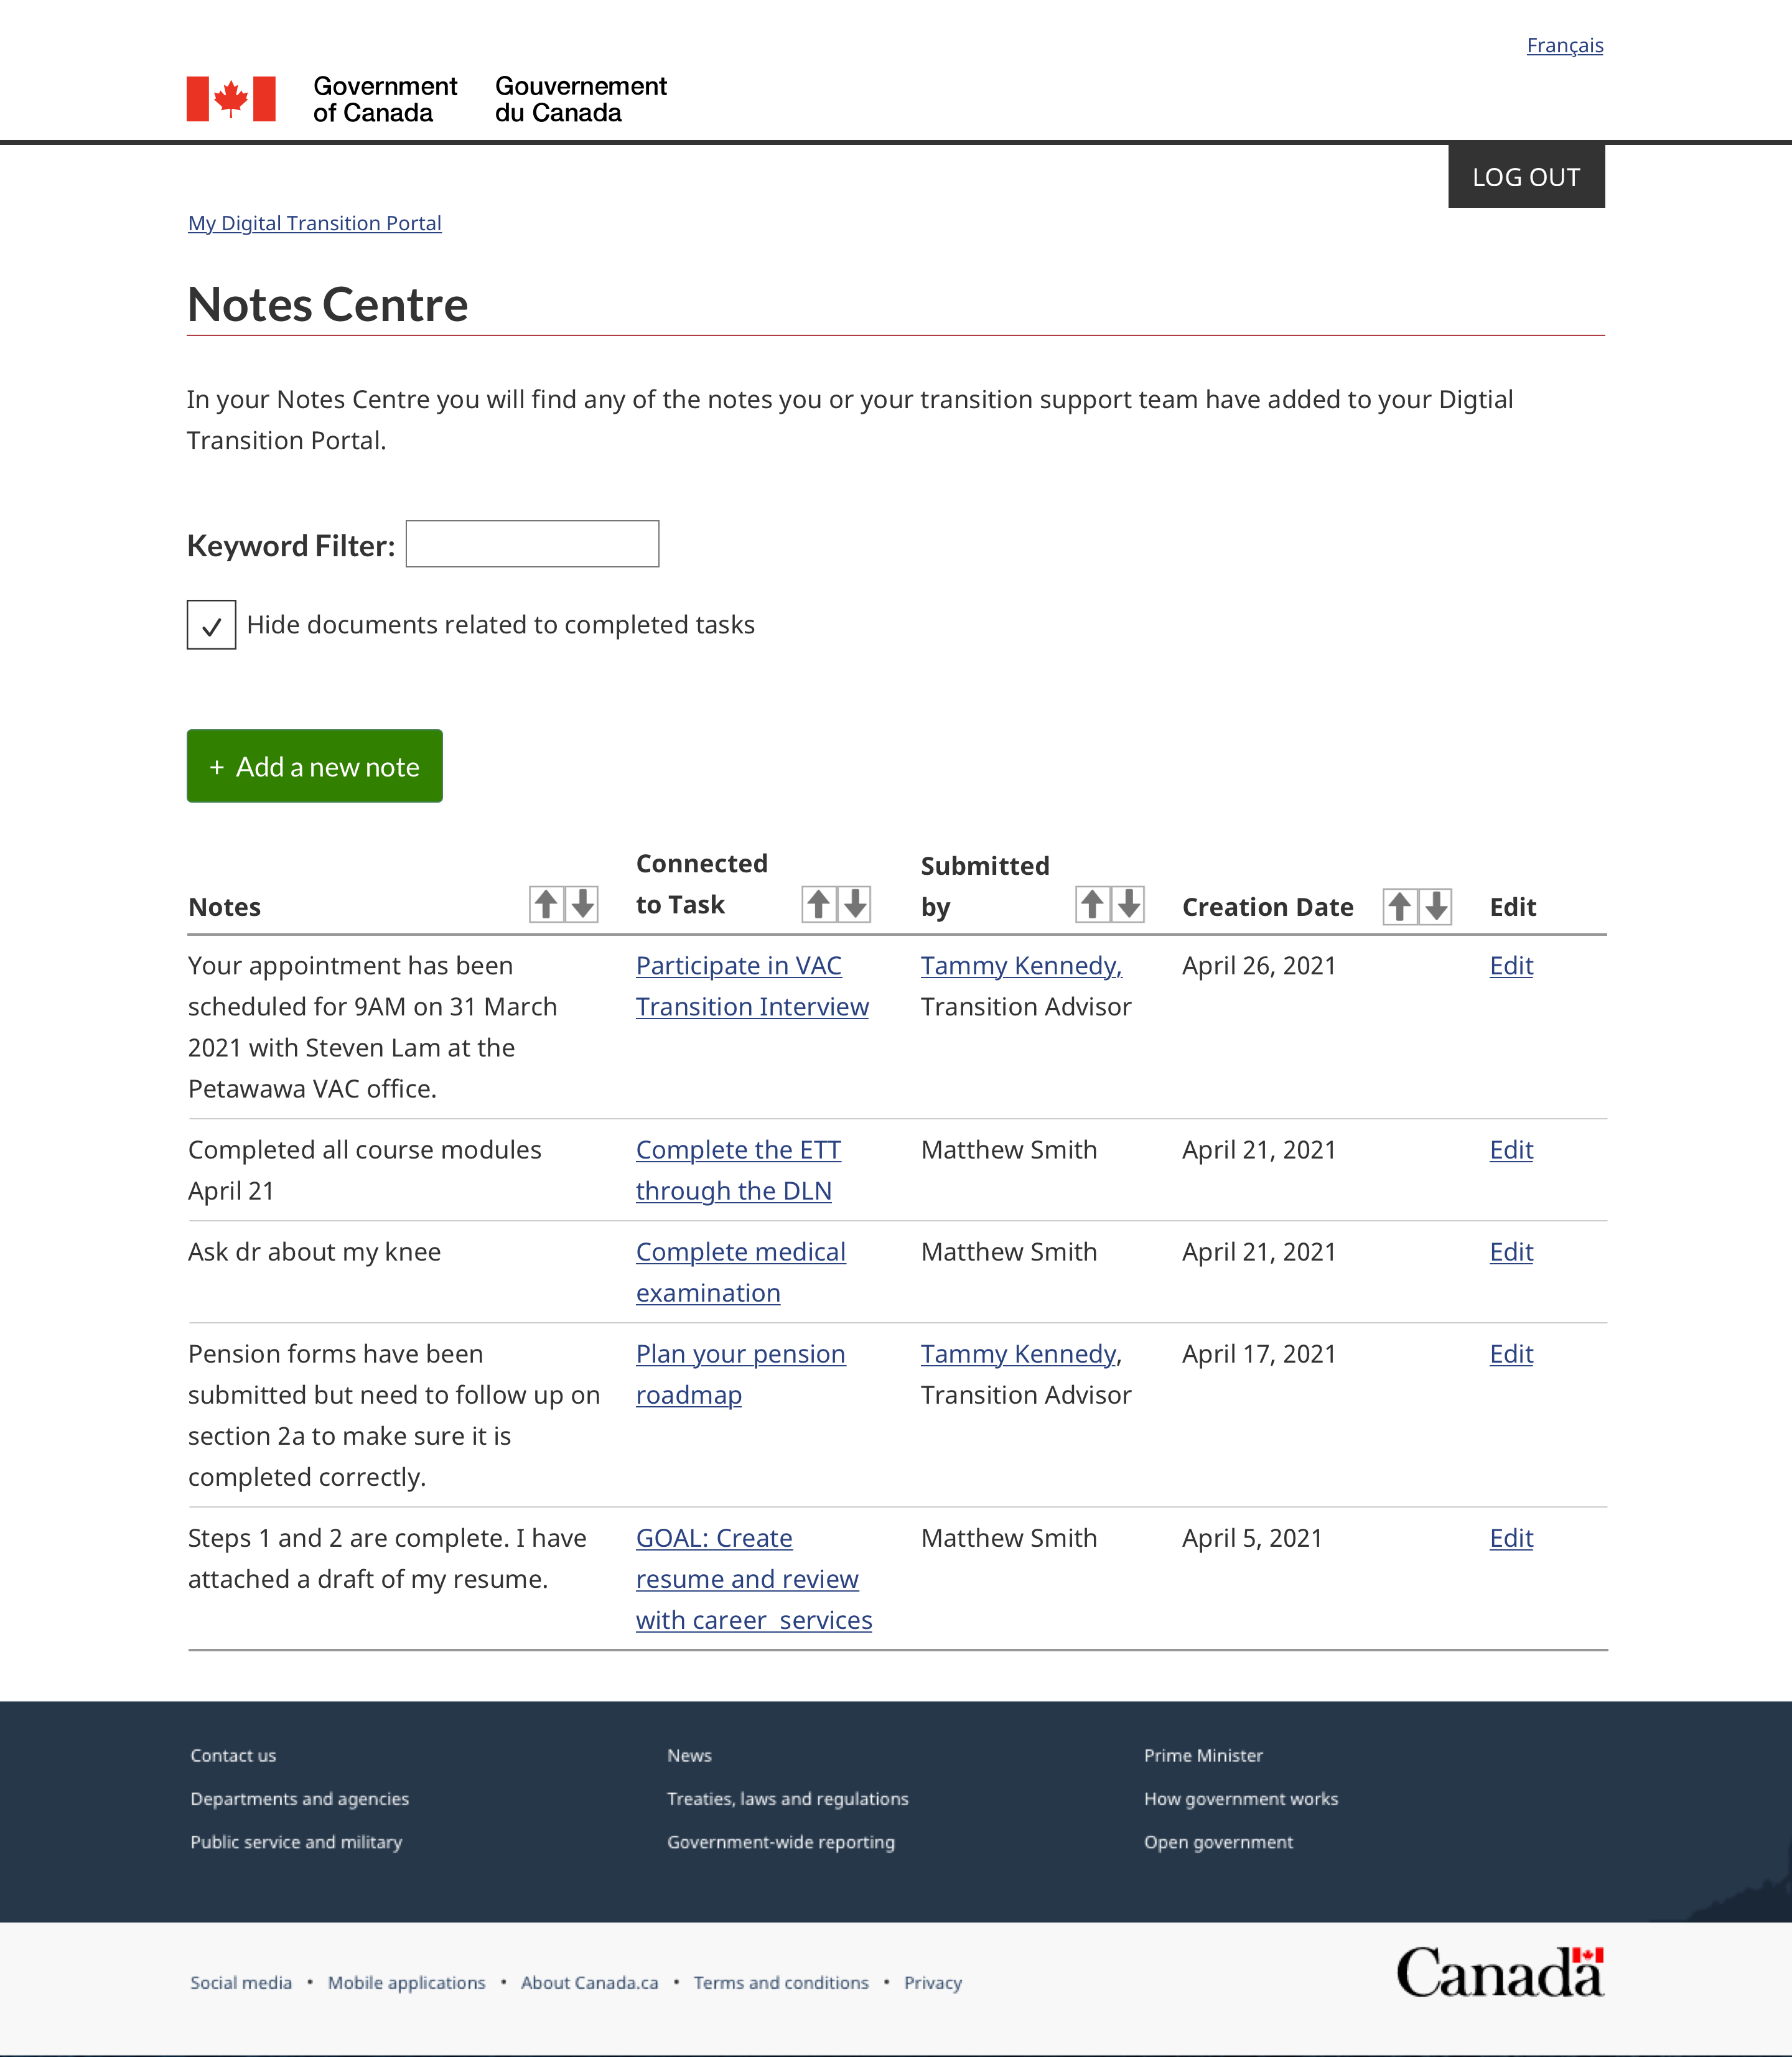 Français
Government
of Canada
Gouvernement
du Canada
LOG OUT
My Digital Transition Portal
Notes Centre
In your Notes Centre you will find any of the notes you or your transition support team have added to your Digtial
Transition Portal.
Keyword Filter:
Hide documents related to completed tasks
+ Add a new note
Notes
Connected
to Task
Submitted
by
Creation Date
Edit
Your appointment has been
scheduled for 9AM on 31 March
2021 with Steven Lam at the
Petawawa VAC office.
Participate in VAC
Transition Interview
Tammy Kennedy,
Transition Advisor
April 26, 2021
Edit
Completed all course modules
April 21
Complete the ETT
through the DLN
Matthew Smith
April 21, 2021
Edit
Ask dr about my knee
Complete medical
examination
Matthew Smith
April 21, 2021
Edit
Pension forms have been
submitted but need to follow up on
section 2a to make sure it is
completed correctly.
Plan your pension
roadmap
Tammy Kennedy,
Transition Advisor
April 17, 2021
Edit
Steps 1 and 2 are complete. I have
attached a draft of my resume.
GOAL: Create
resume and review
with career  services
Matthew Smith
April 5, 2021
Edit
Contact us
Departments and agencies
Public service and military
News
Treaties, laws and regulations
Government-wide reporting
Prime Minister
How government works
Open government
Social media • Mobile applications • About Canada.ca • Terms and conditions • Privacy
Canada